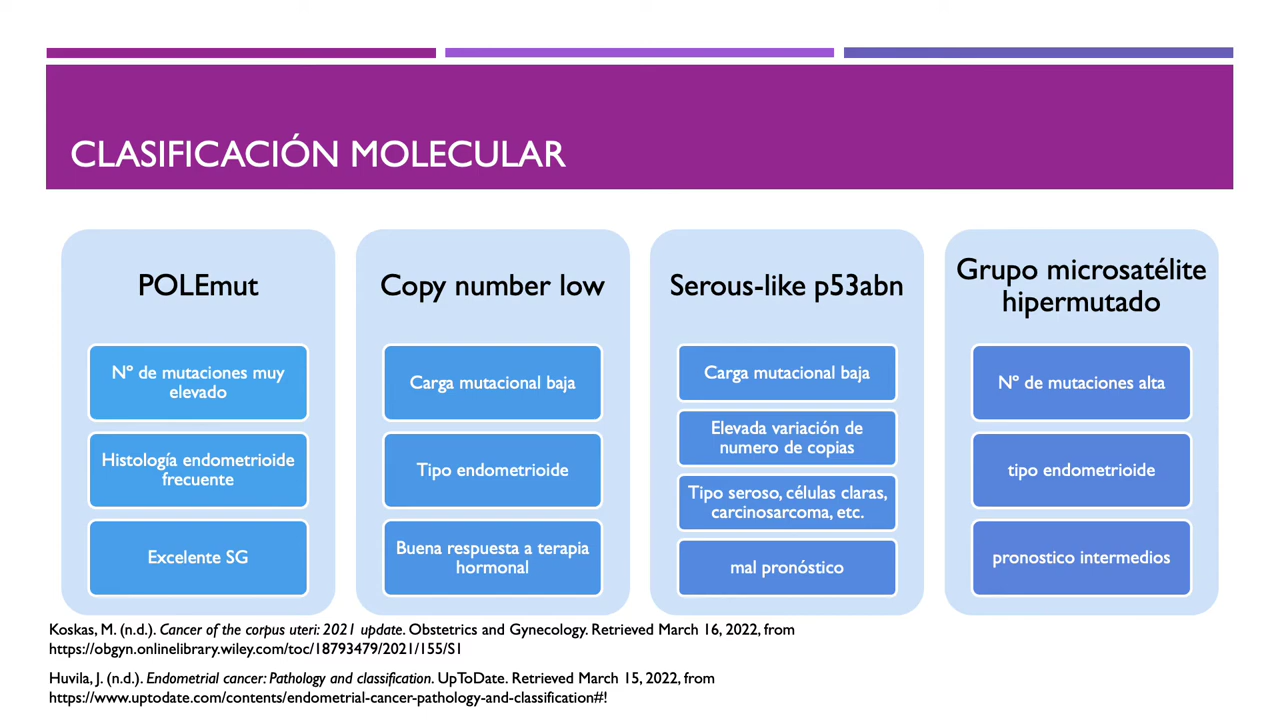 CLASIFICACIÓN MOLECULAR
POLEmut
Nº de mutaciones muy
elevado
Histología endometrioide
frecuente
Excelente SG
Copy number low
Carga mutacional baja
Tipo endometrioide
Buena respuesta a terapia
hormonal
Serous-like p53abn
Carga mutacional baja
Elevada variación de
numero de copias
Tipo seroso, células claras,
carcinosarcoma, etc.
mal pronóstico
Grupo microsatélite
hipermutado
Nº de mutaciones alta
tipo endometrioide
pronostico intermedios
Koskas, M. (n.d.). Cancer of the corpus uteri: 2021 update. Obstetrics and Gynecology. Retrieved March 16, 2022, from
https://obgyn.onlinelibrary.wiley.com/toc/18793479/2021/155/S1
Huvila, J. (n.d.). Endometrial cancer: Pathology and classification. UpToDate. Retrieved March 15, 2022, from
https://www.uptodate.com/contents/endometrial-cancer-pathology-and-classification#!